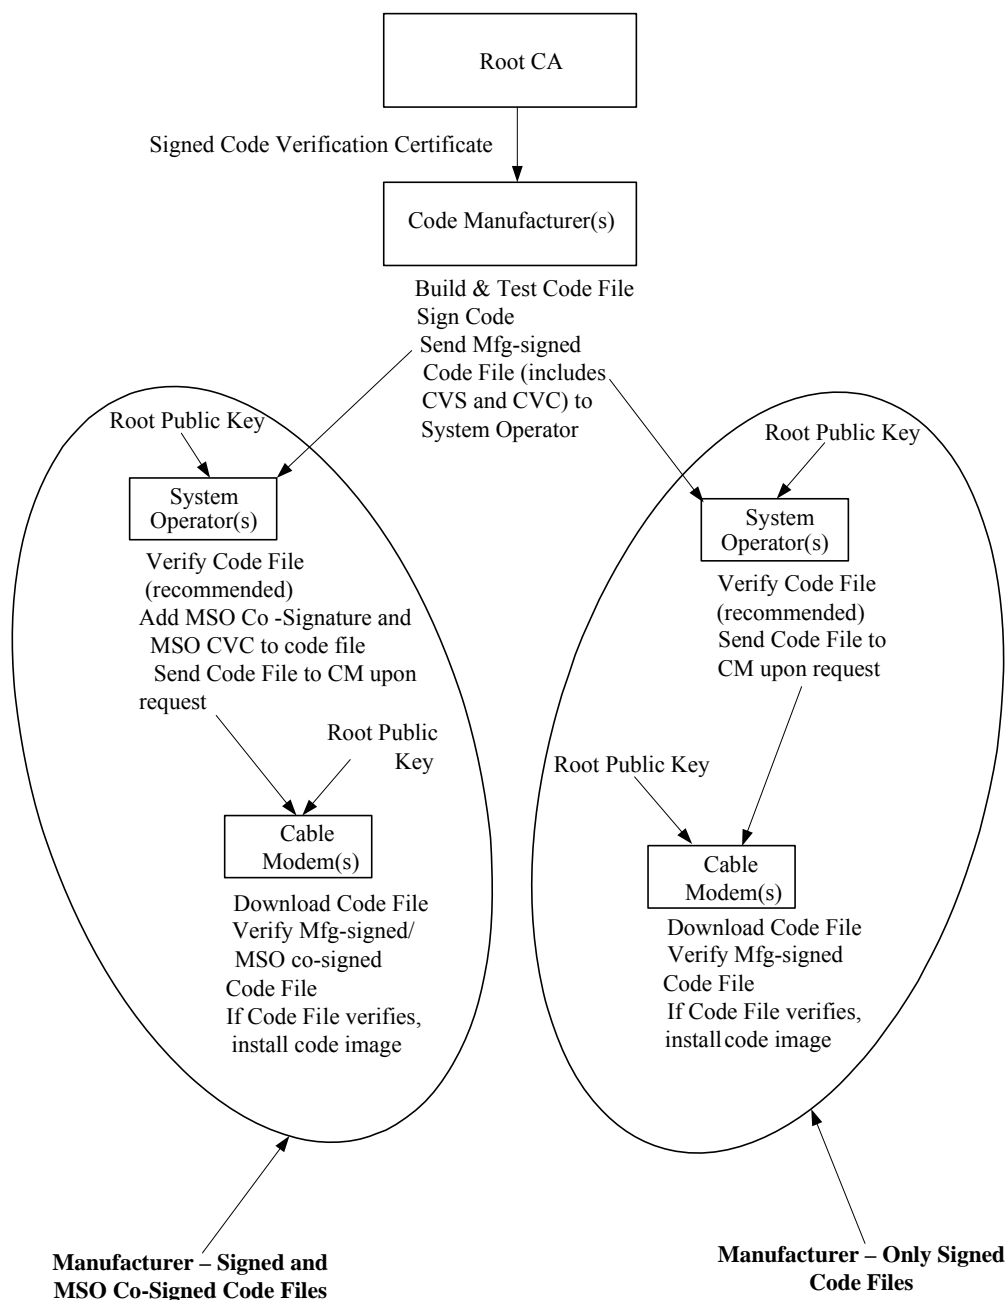 Root CA
Signed Code Verification Certificate
Code Manufacturer(s)
Build & Test Code File
Sign Code
Send Mfg-signed
Code File (includes
CVS and CVC) to
System Operator
Root Public Key
System
Operator(s)
Verify Code File
(recommended)
Add MSO Co -Signature and
MSO CVC to code file
Send Code File to CM upon
request
Root Public
Key
Cable
Modem(s)
Download Code File
Verify Mfg-signed/
MSO co-signed
Code File
If Code File verifies,
install code image
Manufacturer – Signed and
MSO Co-Signed Code Files
Root Public Key
System
Operator(s)
Verify Code File
(recommended)
Send Code File to
CM upon request
Root Public Key
Cable
Modem(s)
Download Code File
Verify Mfg-signed
Code File
If Code File verifies,
install code image
Manufacturer – Only Signed
Code Files